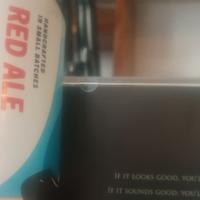 HANDCRAFTED
IN SMALL BATCHES
RED ALE
IF IT LOOKS GOOD, YOU'L
IF IT SOUNDS GOOD, YOU'L